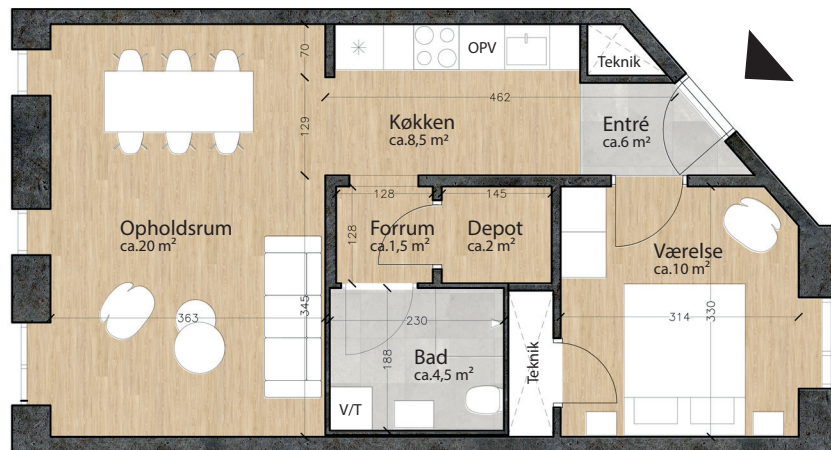 70
OPV
Teknik
462
Køkken
ca.8,5 m²
Entré
ca.6 m²
129
128
145
Opholdsrum
ca.20 m²
128
Forrum
ca.1,5 m²
Depot
ca.2 m²
Værelse
ca.10 m²
345
363
230
314
330
188
Bad
ca.4,5 m²
Teknik
V/T